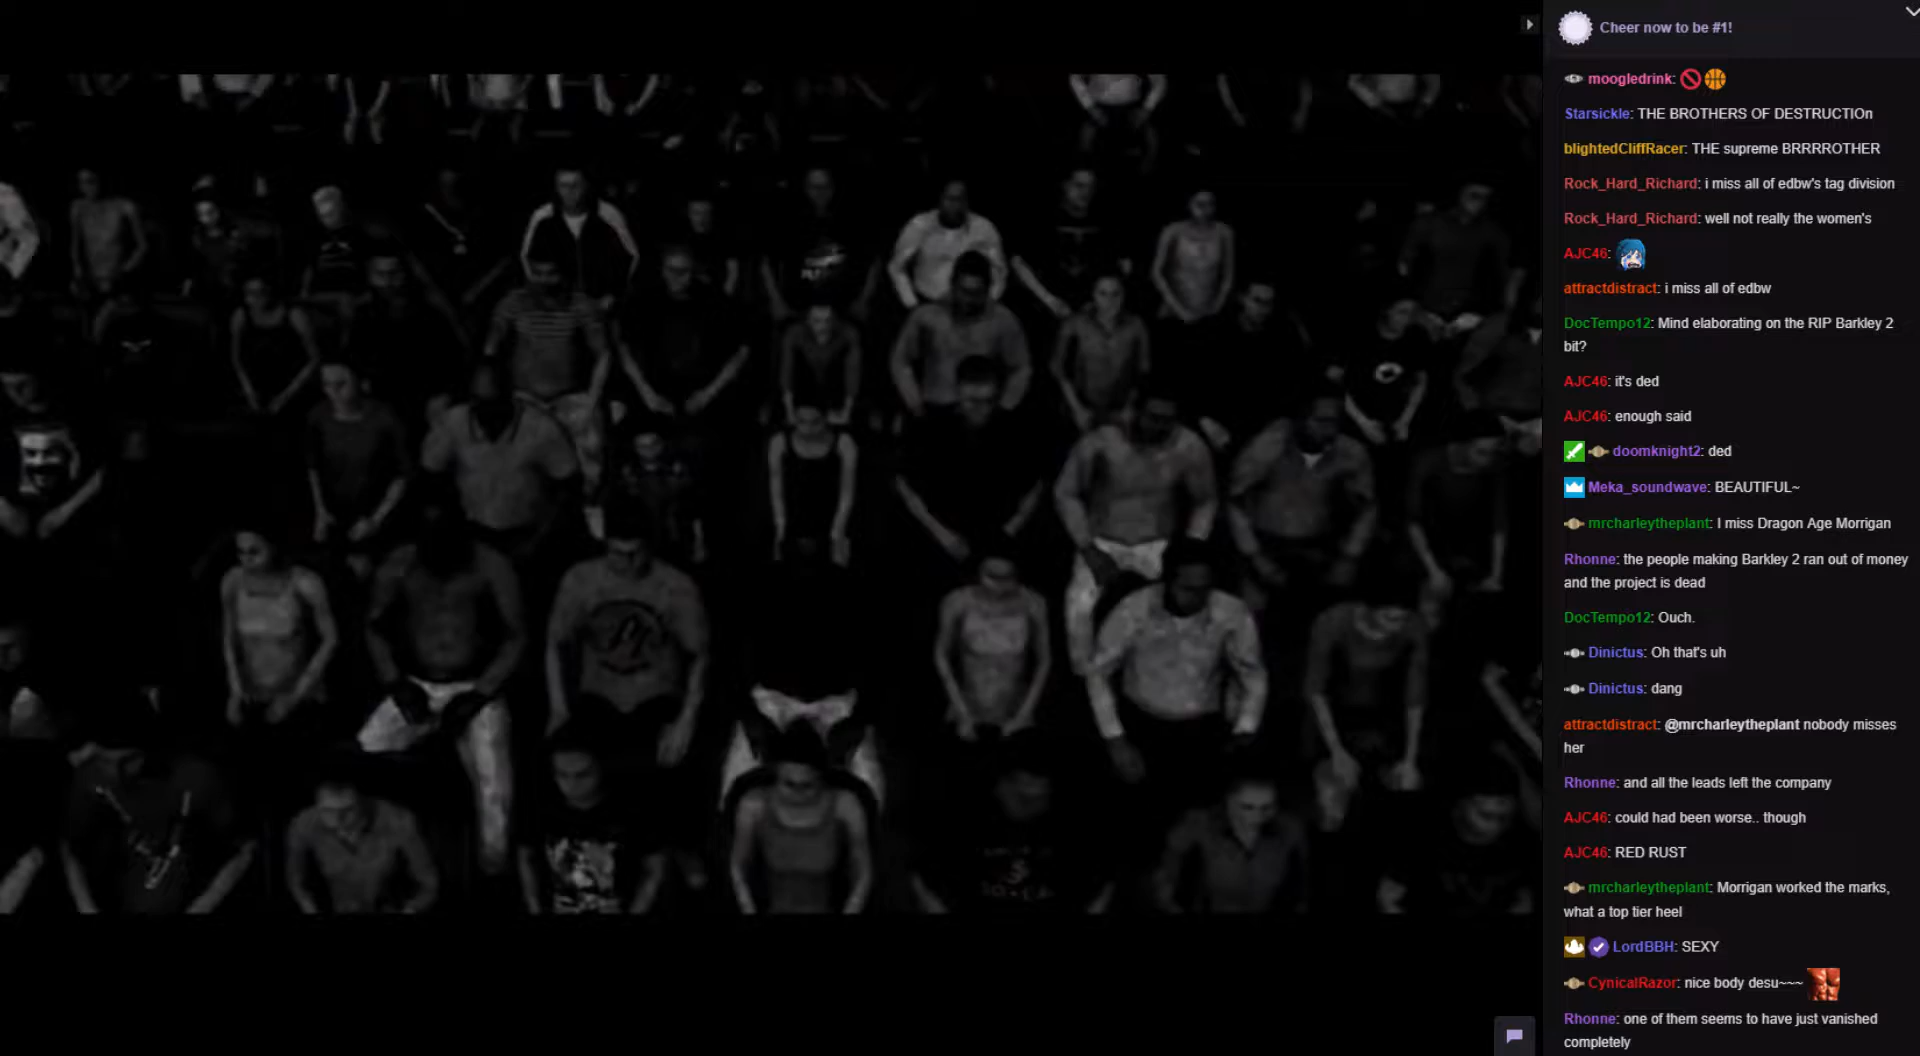 Cheer now to be #1!
moogledrink:
Starsickle: THE BROTHERS OF DESTRUCTIOn
blightedCliffRacer: THE supreme BRRRROTHER
Rock_Hard_Richard: i miss all of edbw's tag division
Rock_Hard_Richard: well not really the women's
AJC46:
attractdistract: i miss all of edbw
DocTempo12: Mind elaborating on the RIP Barkley 2
bit?
AJC46: it's ded
AJC46: enough said
doomknight2: ded
Meka_soundwave: BEAUTIFUL~
mrcharleytheplant: I miss Dragon Age Morrigan
Rhonne: the people making Barkley 2 ran out of money
and the project is dead
DocTempo12: Ouch.
Dinictus: Oh that's uh
Dinictus: dang
attractdistract: @mrcharleytheplant nobody misses
her
Rhonne: and all the leads left the company
AJC46: could had been worse.. though
AJC46: RED RUST
mrcharleytheplant: Morrigan worked the marks,
what a top tier heel
LordBBH: SEXY
CynicalRazor: nice body desu~~~
Rhonne: one of them seems to have just vanished
completely